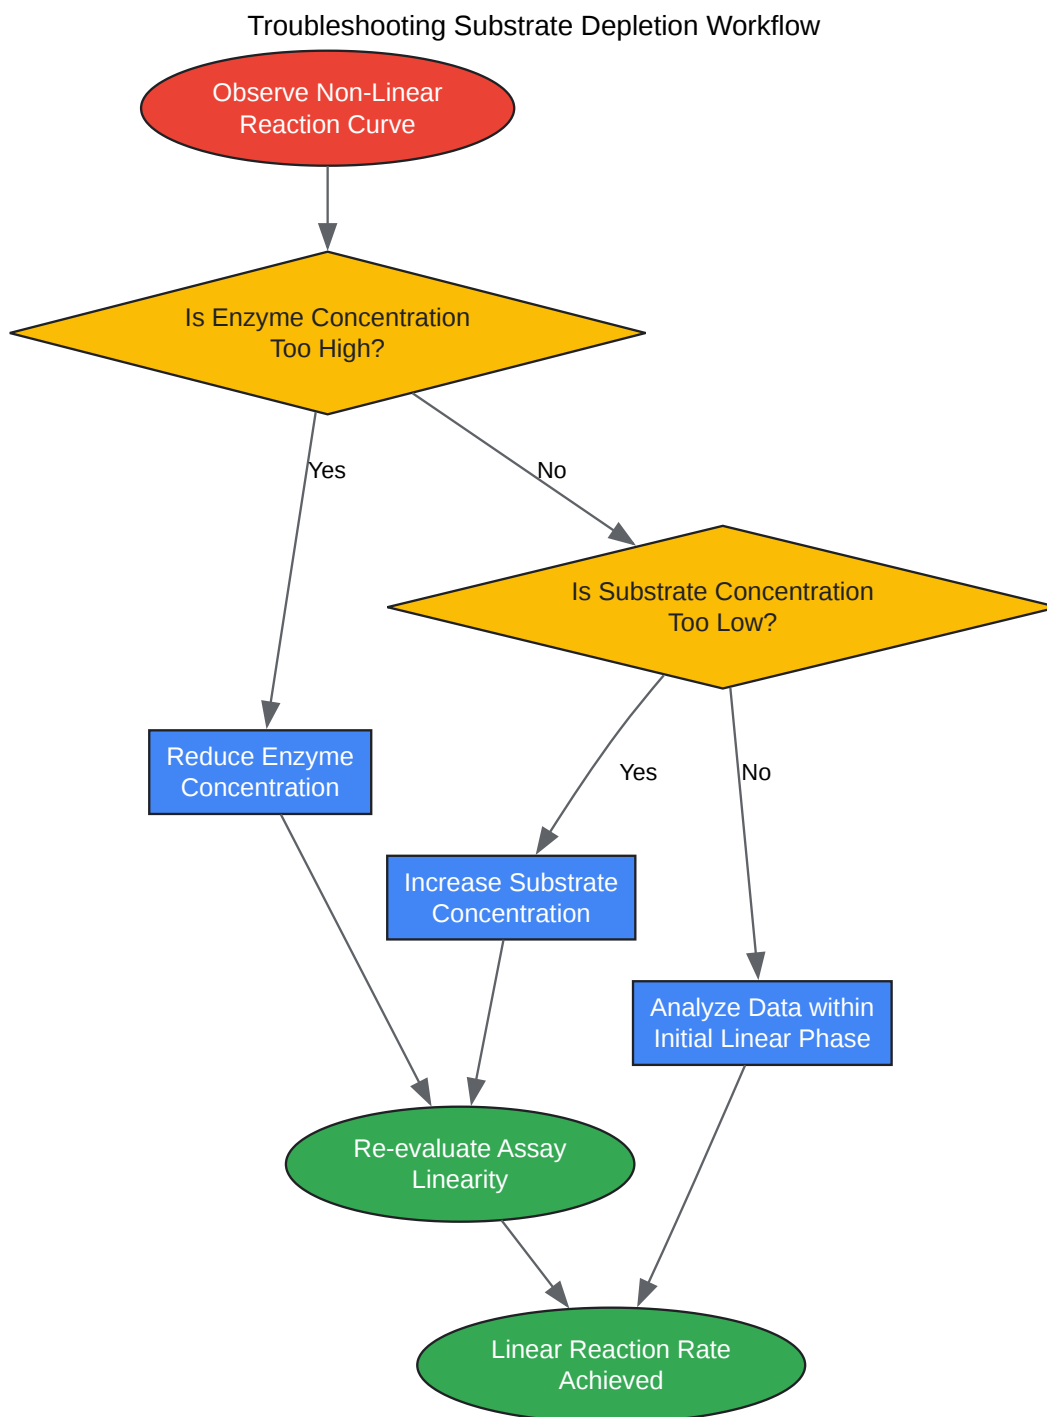 Troubleshooting Substrate Depletion Workflow
Observe Non-Linear
Reaction Curve
Is Enzyme Concentration
Too High?
Yes
No
Is Substrate Concentration
Too Low?
Reduce Enzyme
Concentration
Yes
No
Increase Substrate
Concentration
Analyze Data within
Initial Linear Phase
Re-evaluate Assay
Linearity
Linear Reaction Rate
Achieved